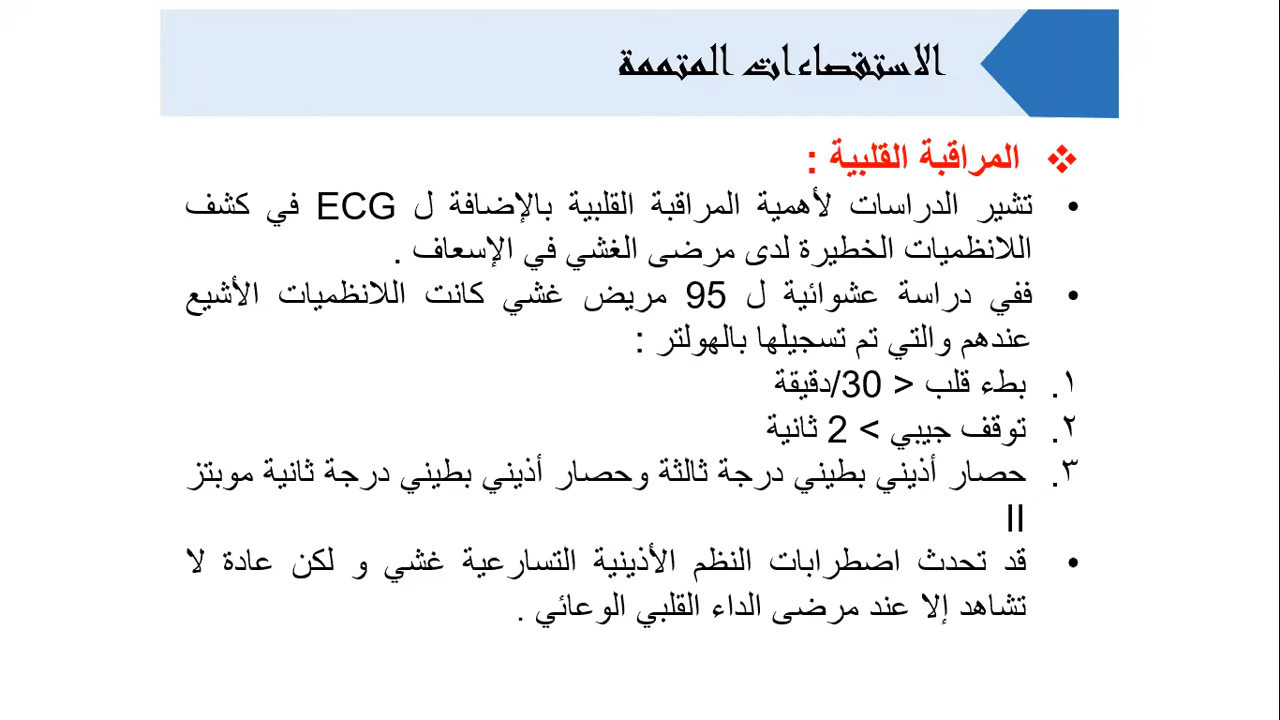 الاستقصاءات المتممة
❖ المراقبة القلبية :
• تشير الدراسات لأهمية المراقبة القلبية بالإضافة ل ECG في كشف
اللانظميات الخطيرة لدى مرضى الغشي في الإسعاف .
• ففي دراسة عشوائية ل 95 مريض غشي كانت اللانظميات الأشيع
عندهم والتي تم تسجيلها بالهولتر :
١. بطء قلب > 30/دقيقة
٢. توقف جيبي < 2 ثانية
٣. حصار أذيني بطيني درجة ثالثة وحصار أذيني بطيني درجة ثانية موبتز
II
• قد تحدث اضطرابات النظم الأذينية التسارعية غشي و لكن عادة لا
تشاهد إلا عند مرضى الداء القلبي الوعائي .